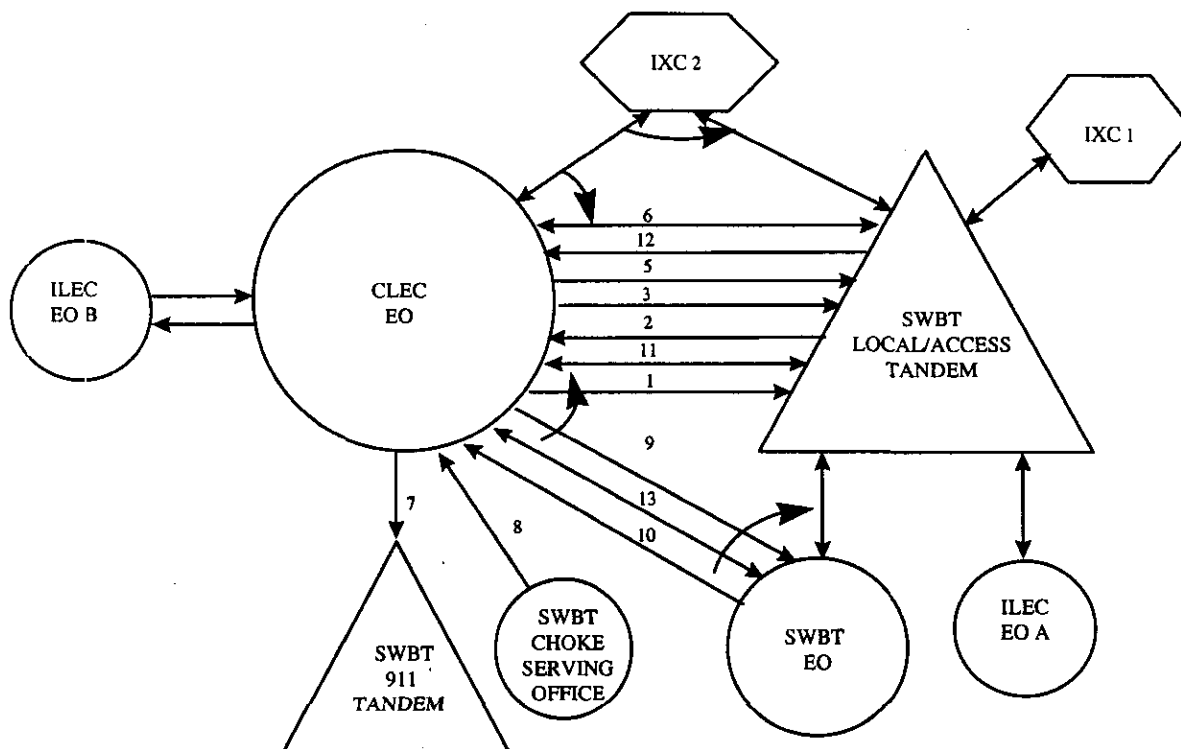 IXC 2
IXC 1
6
12
5
3
2
11
1
ILEC
EO B
CLEC
EO
SWBT
LOCAL/ACCESS
TANDEM
9
13
10
7
8
SWBT
911
TANDEM
SWBT
CHOKE
SERVING
OFFICE
SWBT
EO
ILEC
EO A